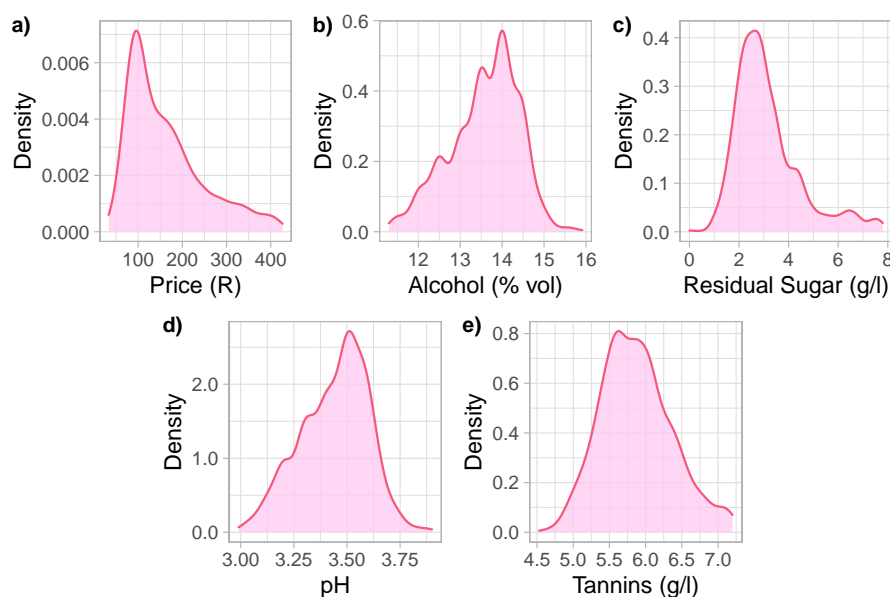 a)
Density
0.006
0.004
0.002
0.000
100 200 300 400
Price (R)
b)
Density
0.6
0.4
0.2
0.0
12 13 14 15 16
Alcohol (% vol)
c)
Density
0.4
0.3
0.2
0.1
0.0
0 2 4 6 8
Residual Sugar (g/l)
d)
Density
2.0
1.0
0.0
3.00 3.25 3.50 3.75
pH
e)
Density
0.8
0.6
0.4
0.2
0.0
4.5 5.0 5.5 6.0 6.5 7.0
Tannins (g/l)